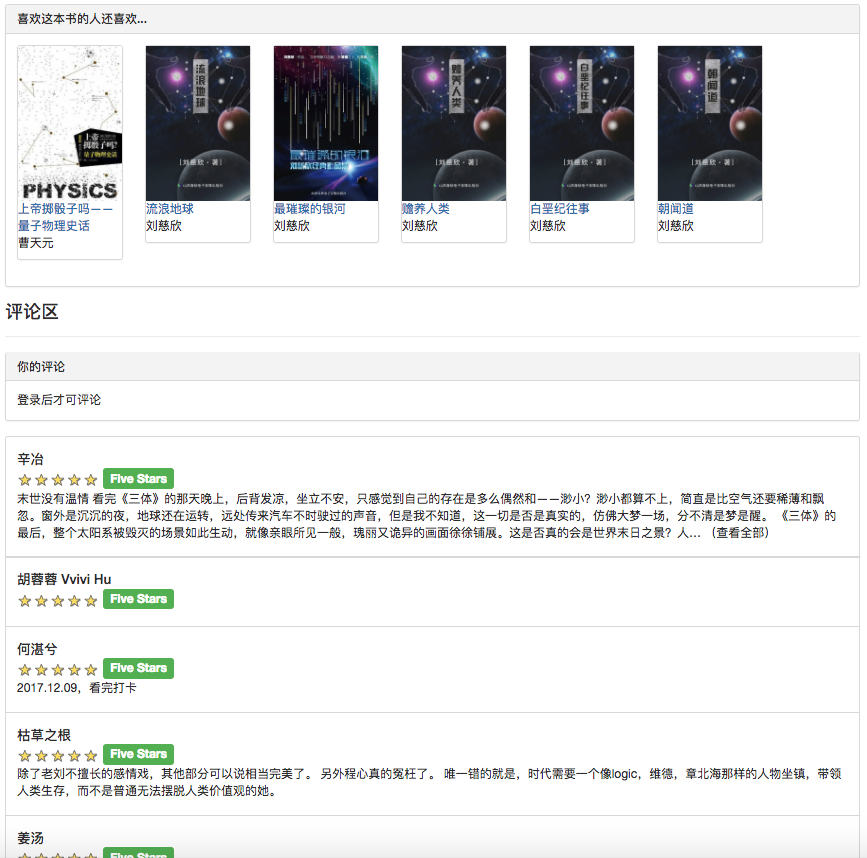 喜欢这本书的人还喜欢...
上帝
掷骰子吗?
量子物理史话
PHYSICS
流浪地球
[刘慈欣·著]
最璀璨的银河
赡养人类
[刘慈欣·著]
白垩纪往事
[刘慈欣·著]
朝闻道
[刘慈欣·著]
上帝掷骰子吗——
量子物理史话
曹天元
流浪地球
刘慈欣
最璀璨的银河
刘慈欣
赡养人类
刘慈欣
白垩纪往事
刘慈欣
朝闻道
刘慈欣
评论区
你的评论
登录后才可评论
辛冶
Five Stars
末世没有温情 看完《三体》的那天晚上，后背发凉，坐立不安，只感觉到自己的存在是多么偶然和——渺小？渺小都算不上，简直是比空气还要稀薄和飘
忽。窗外是沉沉的夜，地球还在运转，远处传来汽车不时驶过的声音，但是我不知道，这一切是否是真实的，仿佛大梦一场，分不清是梦是醒。 《三体》的
最后，整个太阳系被毁灭的场景如此生动，就像亲眼所见一般，瑰丽又诡异的画面徐徐铺展。这是否真的会是世界末日之景？人... （查看全部）
胡蓉蓉 Vvivi Hu
Five Stars
何湛兮
Five Stars
2017.12.09，看完打卡
枯草之根
Five Stars
除了老刘不擅长的感情戏，其他部分可以说相当完美了。 另外程心真的冤枉了。 唯一错的就是，时代需要一个像logic，维德，章北海那样的人物坐镇，带领
人类生存，而不是普通无法摆脱人类价值观的她。
姜汤
Five Stars